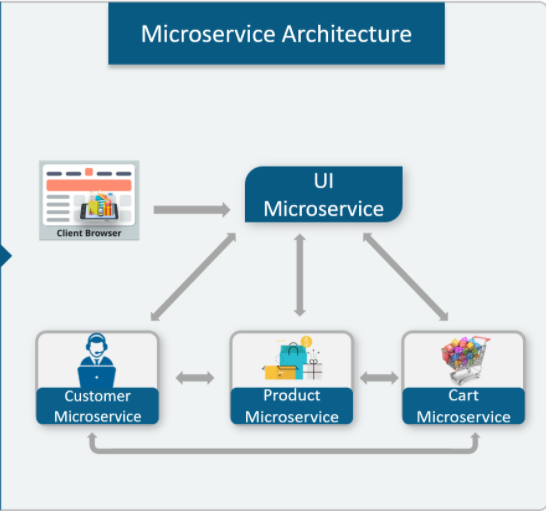 Microservice Architecture
UI
Microservice
Client Browser
Customer
Microservice
Product
Microservice
Cart
Microservice